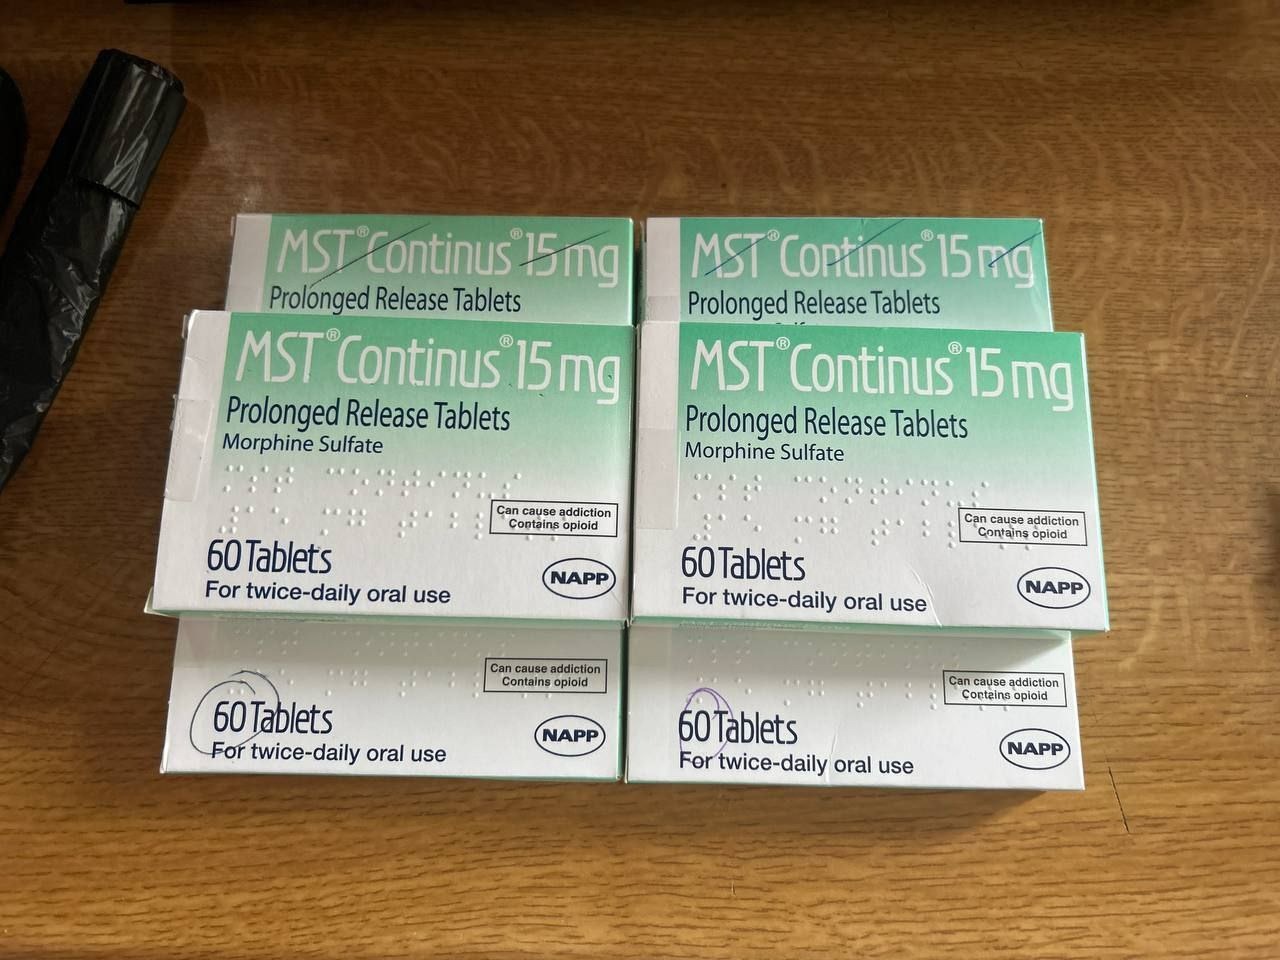 MST® Continus® 15mg
Prolonged Release Tablets
MST® Continus® 15mg
Prolonged Release Tablets
MST® Continus® 15mg
Prolonged Release Tablets
Morphine Sulfate
Can cause addiction
Contains opioid
60 Tablets
For twice-daily oral use
NAPP
MST® Continus® 15mg
Prolonged Release Tablets
Morphine Sulfate
Can cause addiction
Contains opioid
60 Tablets
For twice-daily oral use
NAPP
Can cause addiction
Contains opioid
60 Tablets
For twice-daily oral use
NAPP
Can cause addiction
Contains opioid
60 Tablets
For twice-daily oral use
NAPP